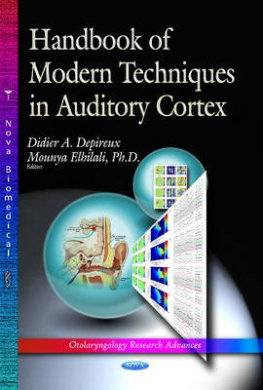 Handbook of
Modern Techniques
in Auditory Cortex
Didier A. Depireux
Mounya Elhilali, Ph.D.
Editors
Nova Biomedical
Otolaryngology Research Advances
NOVA